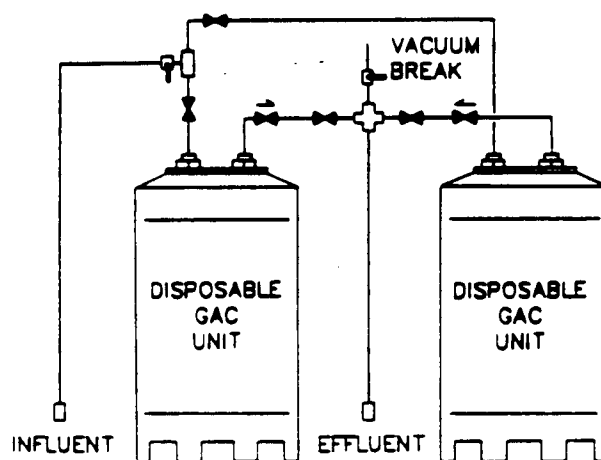 VACUUM
BREAK
DISPOSABLE
GAC
UNIT
DISPOSABLE
GAC
UNIT
INFLUENT
EFFLUENT